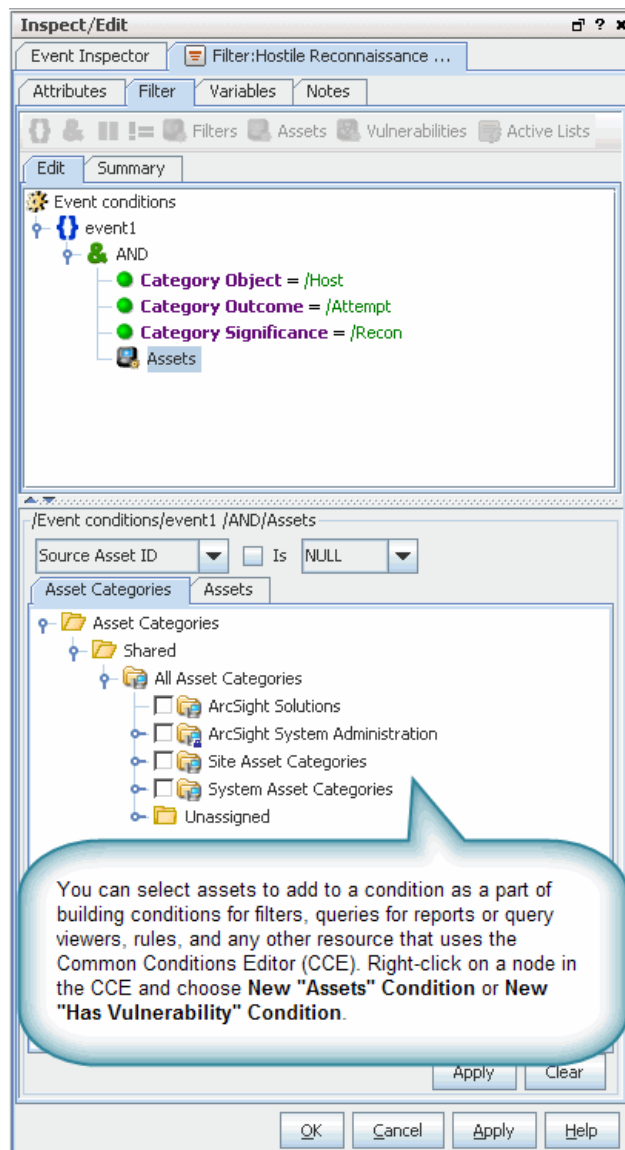 Inspect/Edit
Event Inspector Filter:Hostile Reconnaissance ...
Attributes Filter Variables Notes
{} & != Filters Assets Vulnerabilities Active Lists
Edit Summary
Event conditions
{} event1
& AND
Category Object = /Host
Category Outcome = /Attempt
Category Significance = /Recon
Assets
/Event conditions/event1 /AND/Assets
Source Asset ID Is NULL
Asset Categories Assets
Asset Categories
Shared
All Asset Categories
ArcSight Solutions
ArcSight System Administration
Site Asset Categories
System Asset Categories
Unassigned
You can select assets to add to a condition as a part of
building conditions for filters, queries for reports or query
viewers, rules, and any other resource that uses the
Common Conditions Editor (CCE). Right-click on a node in
the CCE and choose New "Assets" Condition or New
"Has Vulnerability" Condition.
Apply Clear
OK Cancel Apply Help